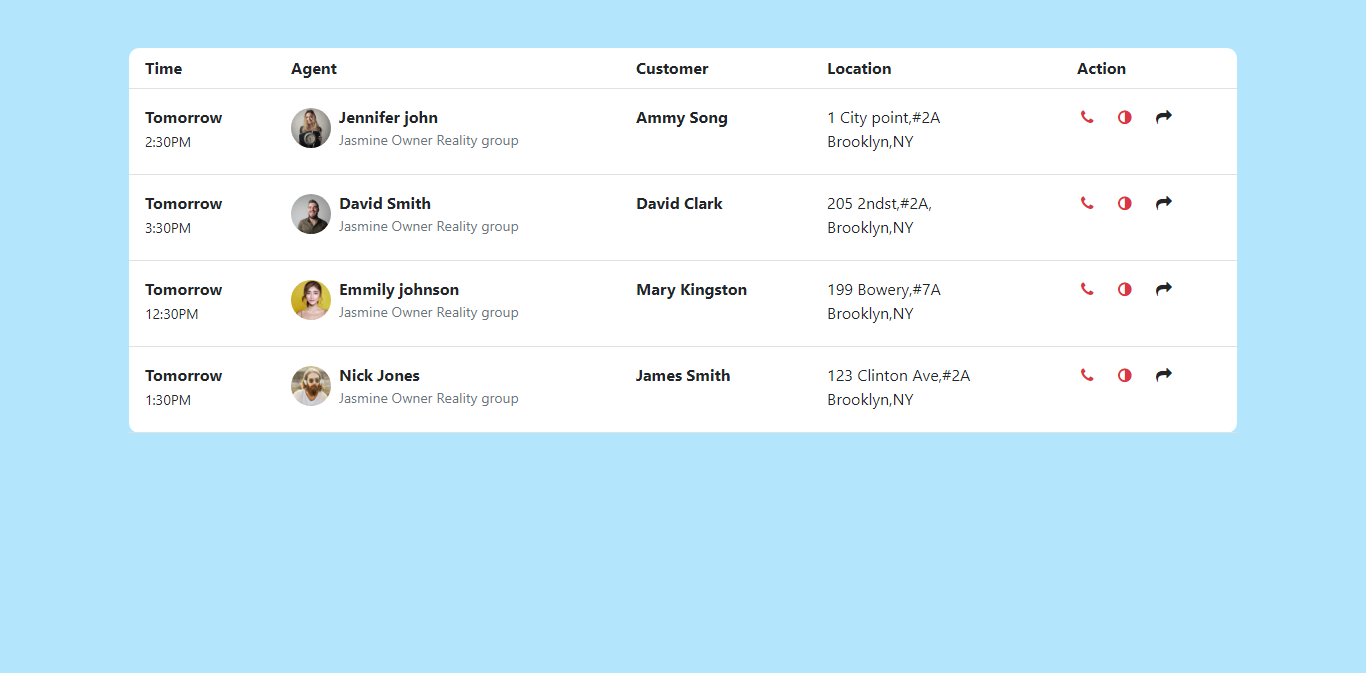 Time Agent Customer Location Action
Tomorrow Jennifer john Ammy Song 1 City point,#2A
2:30PM Jasmine Owner Reality group Brooklyn,NY
Tomorrow David Smith David Clark 205 2ndst,#2A,
3:30PM Jasmine Owner Reality group Brooklyn,NY
Tomorrow Emmily johnson Mary Kingston 199 Bowery,#7A
12:30PM Jasmine Owner Reality group Brooklyn,NY
Tomorrow Nick Jones James Smith 123 Clinton Ave,#2A
1:30PM Jasmine Owner Reality group Brooklyn,NY